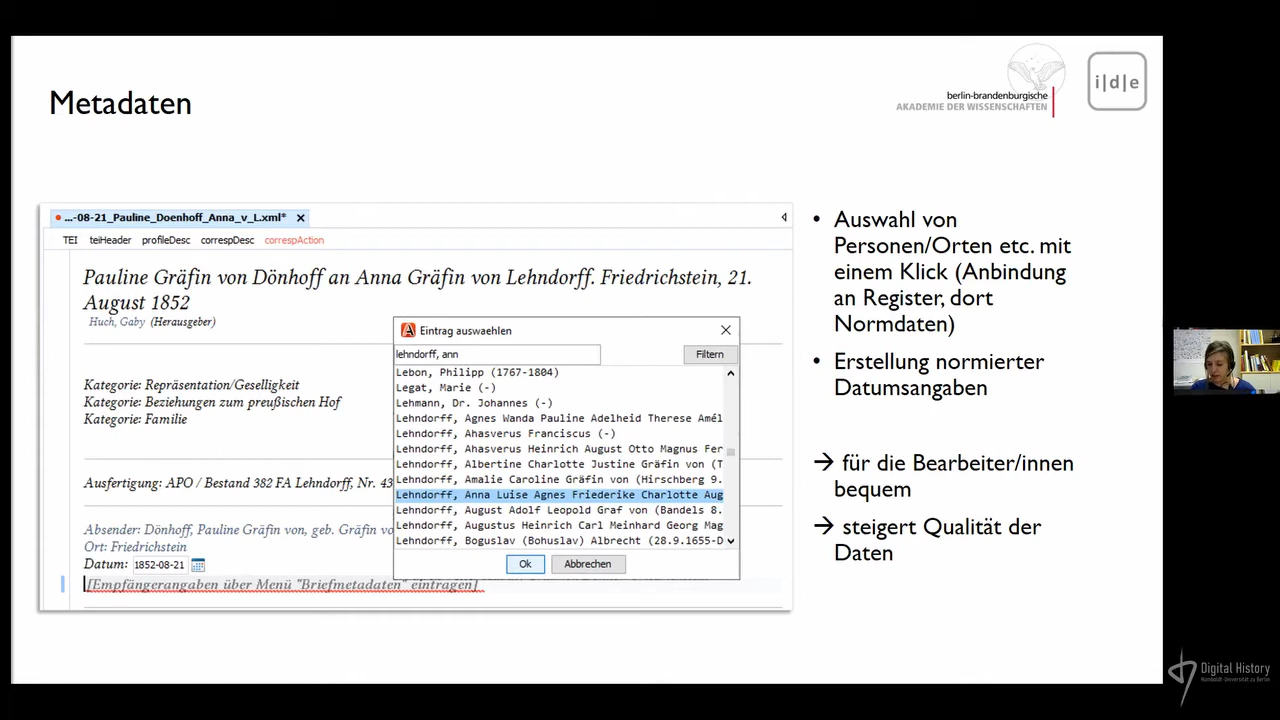 Metadaten
berlin-brandenburgische
AKADEMIE DER WISSENSCHAFTEN
i|d|e
...-08-21_Pauline_Doenhoff_Anna_v_L.xml*
TEI teiHeader profileDesc correspDesc correspAction
Pauline Gräfin von Dönhoff an Anna Gräfin von Lehndorff. Friedrichstein, 21.
August 1852
Huch, Gaby (Herausgeber)
Kategorie: Repräsentation/Geselligkeit
Kategorie: Beziehungen zum preußischen Hof
Kategorie: Familie
Ausfertigung: APO / Bestand 382 FA Lehndorff, Nr. 43
Absender: Dönhoff, Pauline Gräfin von, geb. Gräfin vo
Ort: Friedrichstein
Datum: 1852-08-21
[Empfängerangaben über Menü "Briefmetadaten" eintragen]
Eintrag auswaehlen
lehndorff, ann
Filtern
Lebon, Philipp (1767-1804)
Legat, Marie (-)
Lehmann, Dr. Johannes (-)
Lehndorff, Agnes Wanda Pauline Adelheid Therese Amél
Lehndorff, Ahasverus Franciscus (-)
Lehndorff, Ahasverus Heinrich August Otto Magnus Fer
Lehndorff, Albertine Charlotte Justine Gräfin von (T
Lehndorff, Amalie Caroline Gräfin von (Hirschberg 9.
Lehndorff, Anna Luise Agnes Friederike Charlotte Aug
Lehndorff, August Adolf Leopold Graf von (Bandels 8.
Lehndorff, Augustus Heinrich Carl Meinhard Georg Mag
Lehndorff, Boguslav (Bohuslav) Albrecht (28.9.1655-D
Ok
Abbrechen
• Auswahl von
Personen/Orten etc. mit
einem Klick (Anbindung
an Register, dort
Normdaten)
• Erstellung normierter
Datumsangaben
→ für die Bearbeiter/innen
bequem
→ steigert Qualität der
Daten
Digital History
Humboldt-Universität zu Berlin